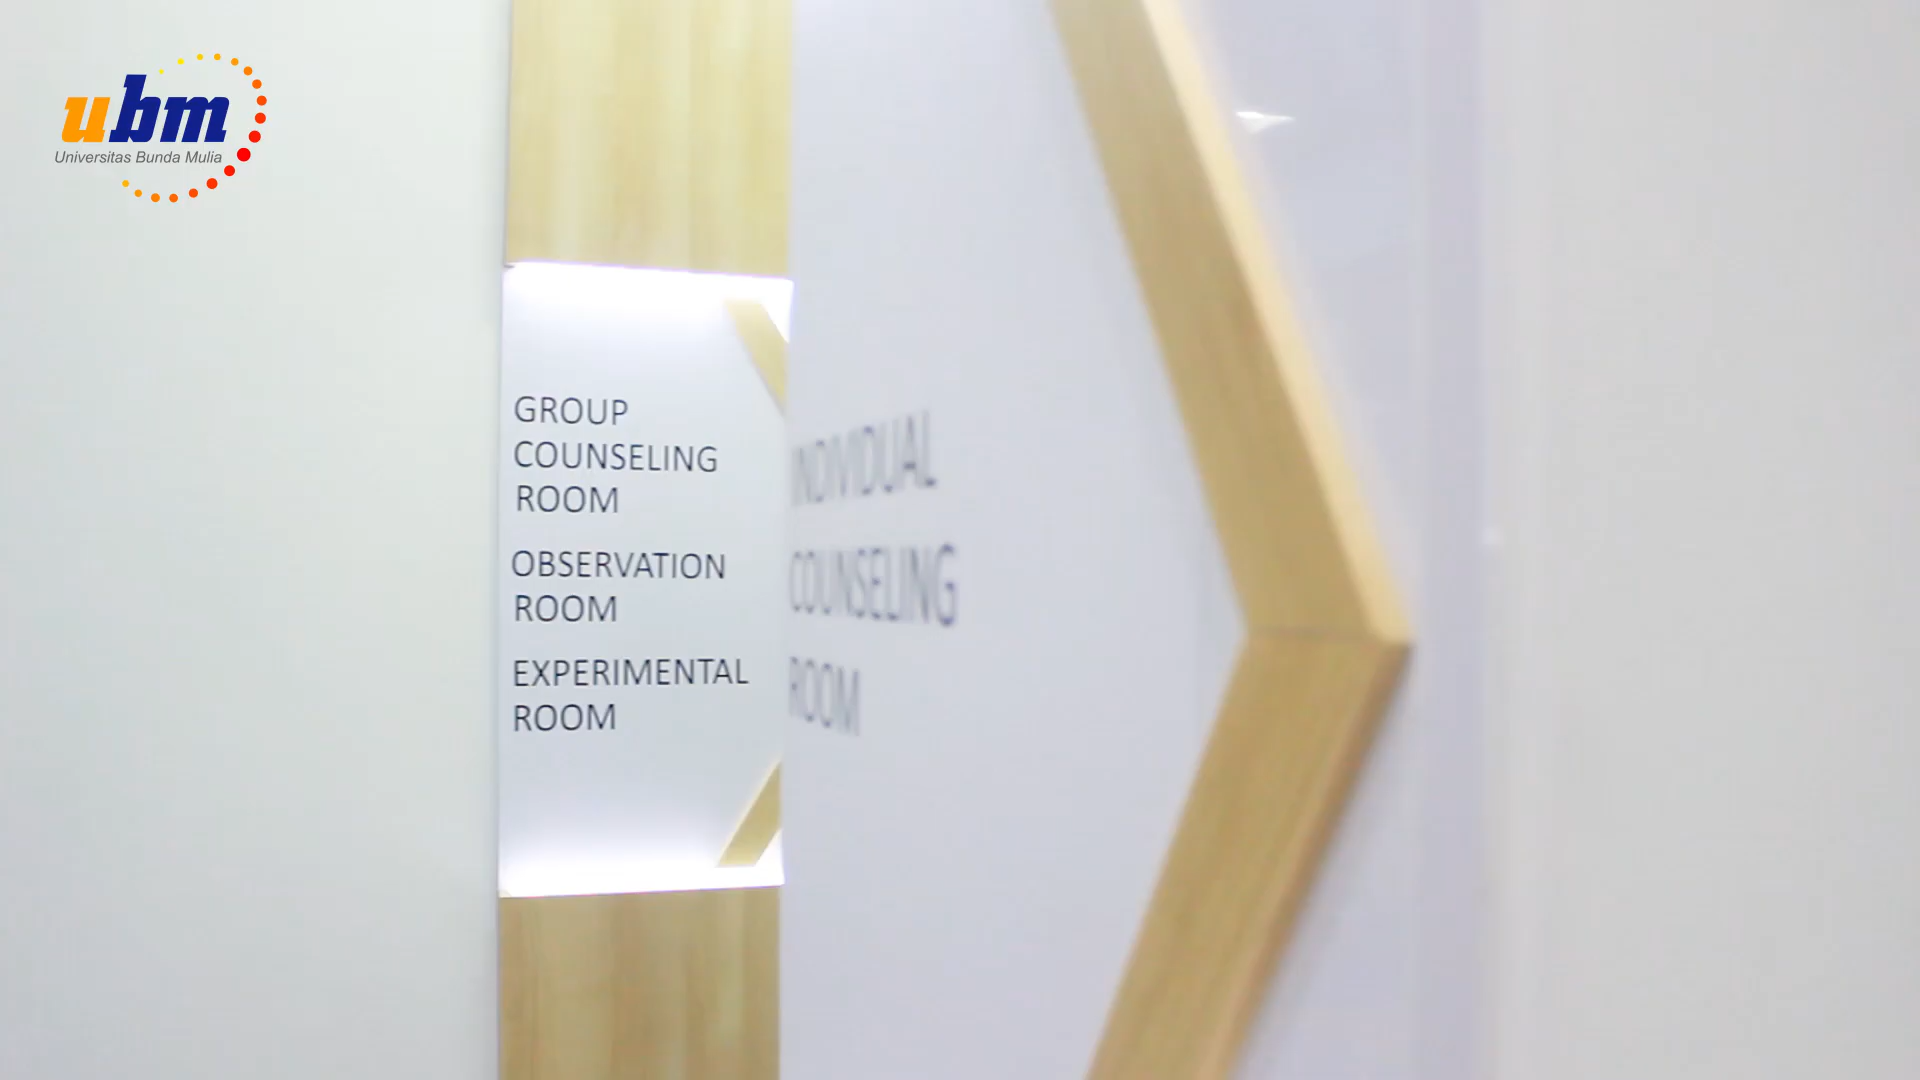 ubm
Universitas Bunda Mulia
GROUP
COUNSELING
ROOM
OBSERVATION
ROOM
EXPERIMENTAL
ROOM
INDIVIDUAL
COUNSELING
ROOM